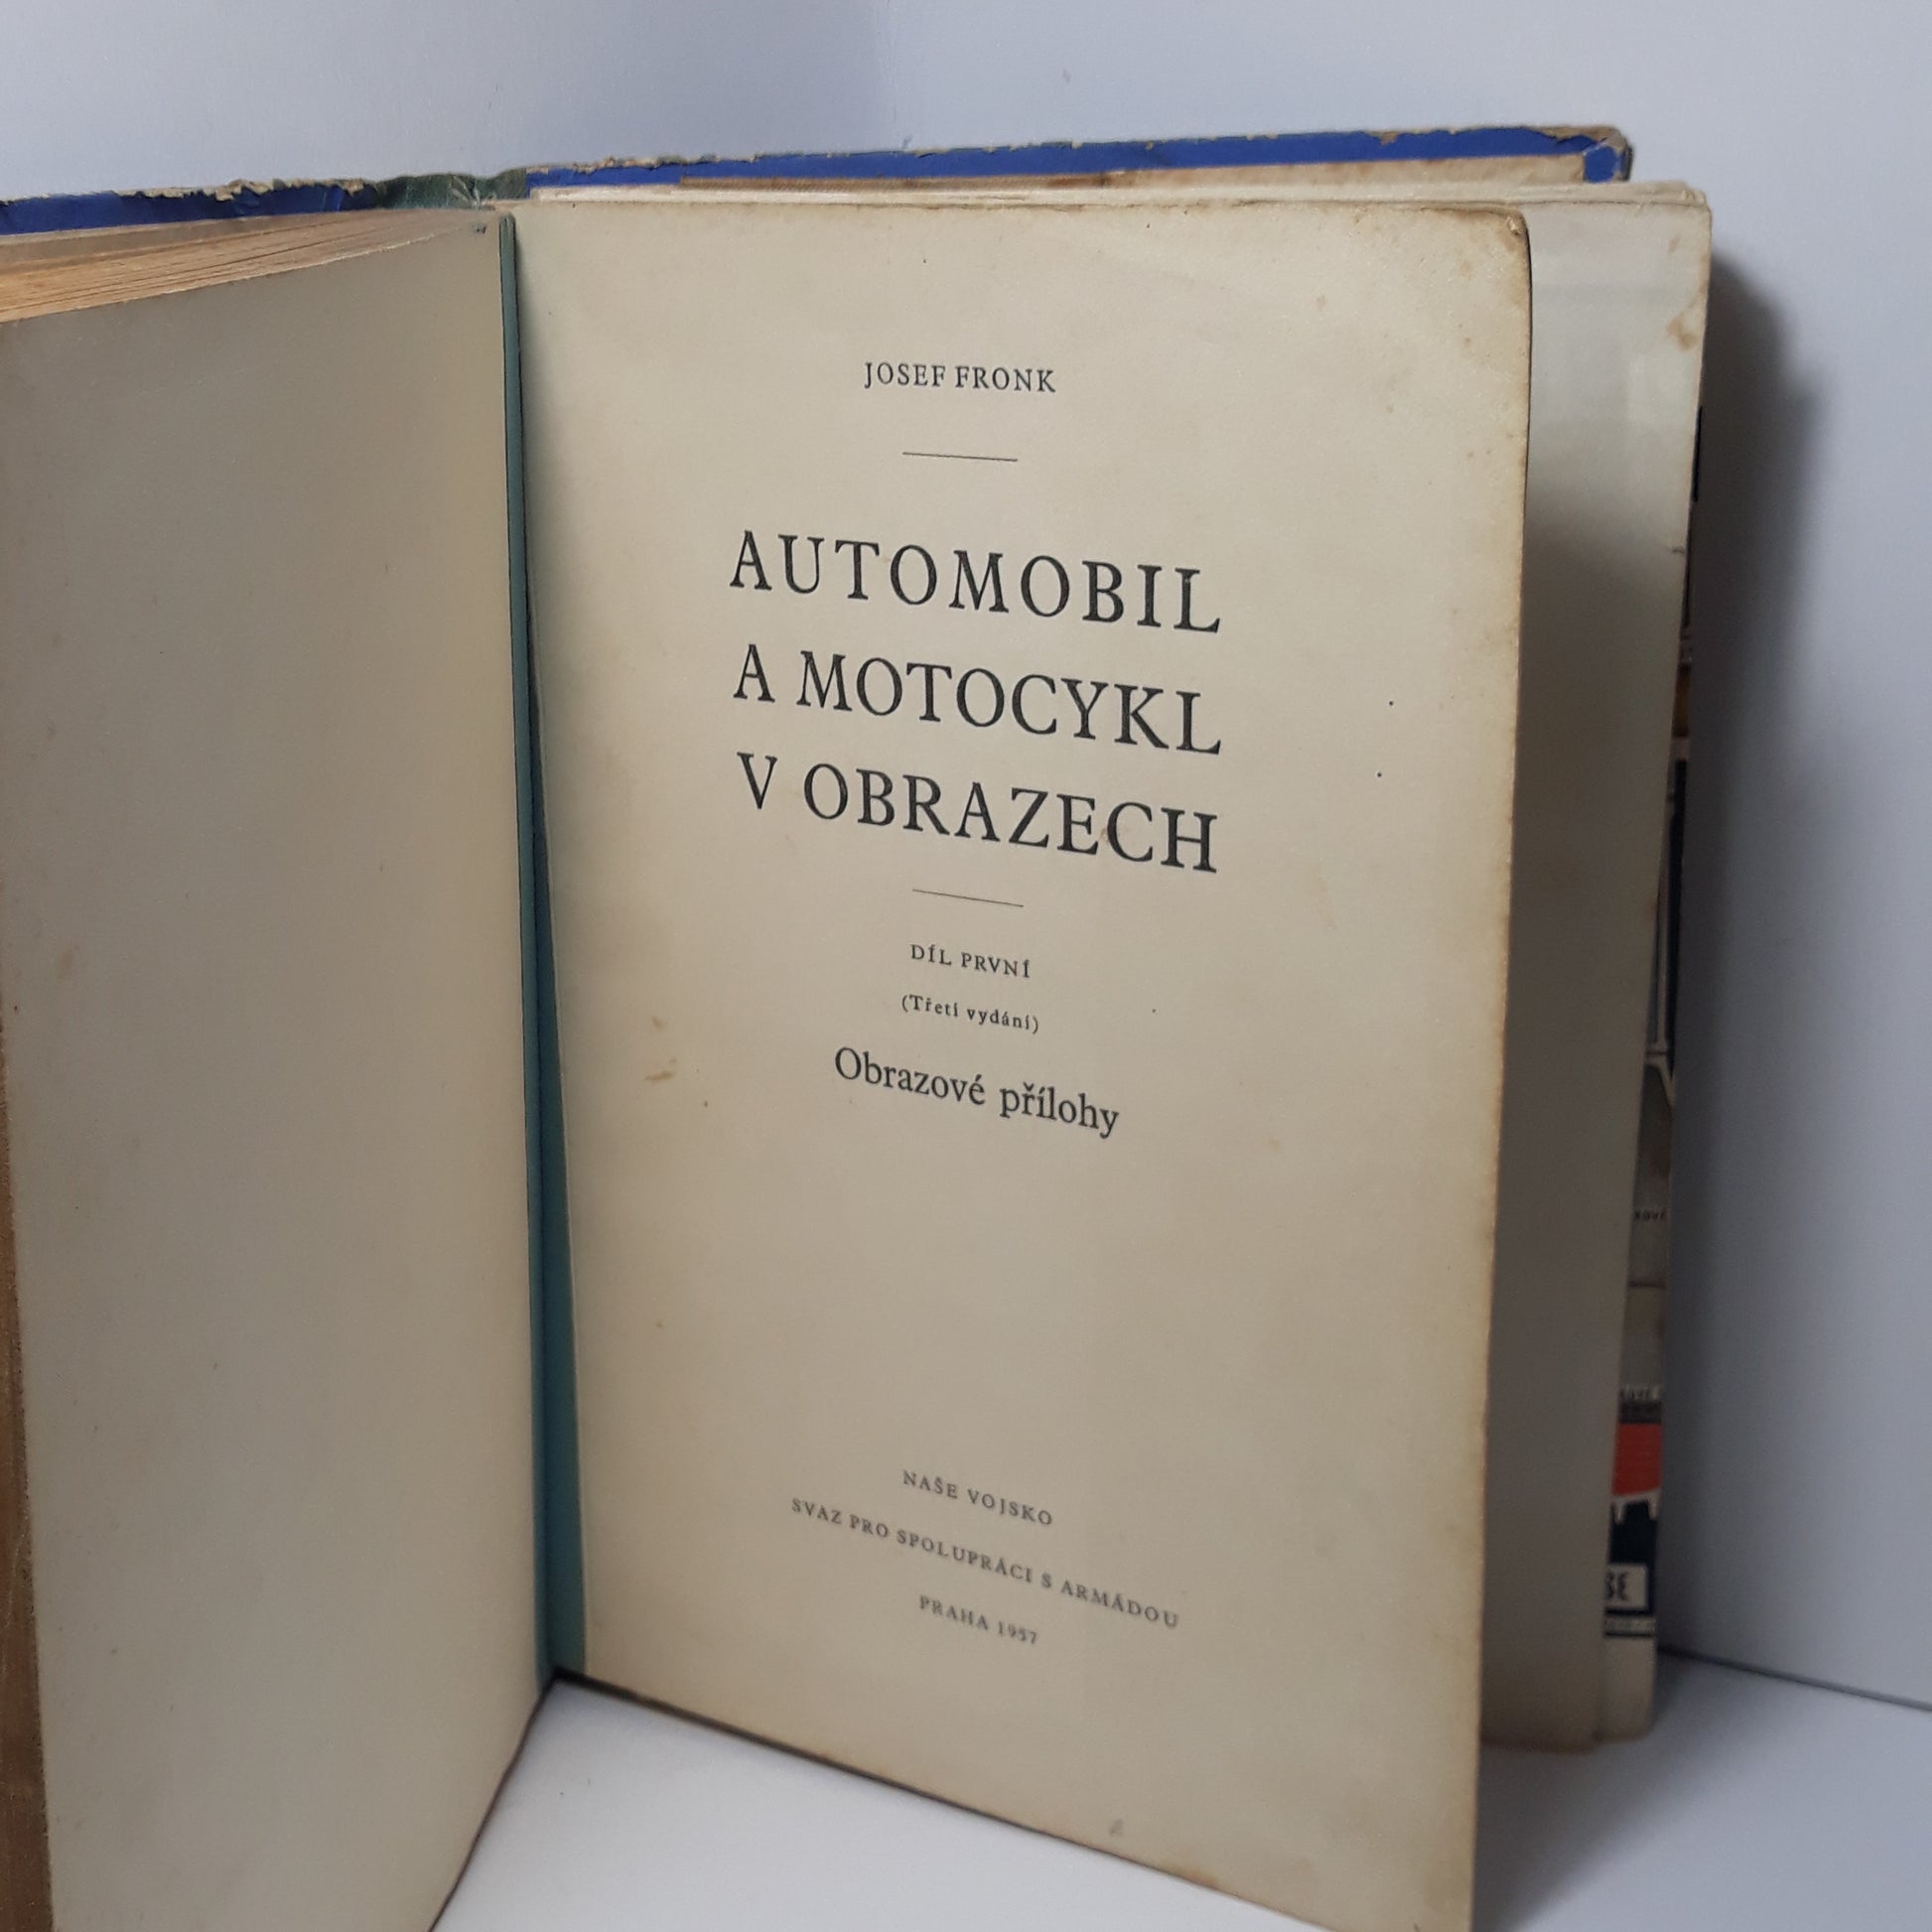 JOSEF FRONK
AUTOMOBIL
A MOTOCYKL
V OBRAZECH
DÍL PRVNÍ
(Třetí vydání)
Obrazové přílohy
NAŠE VOJSKO
SVAZ PRO SPOLUPRÁCI S ARMÁDOU
PRAHA 1957